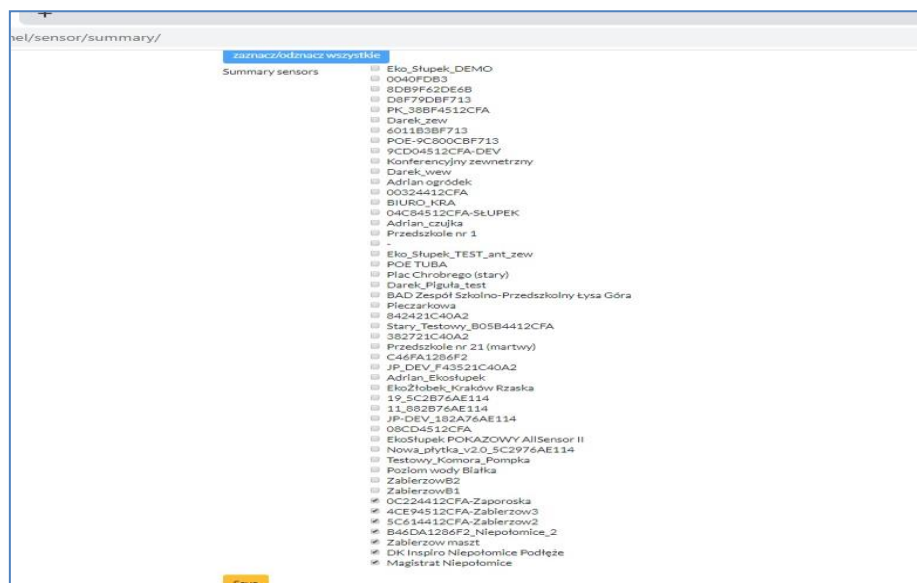 nel/sensor/summary/
zaznacz/odznacz wszystkie
Summary sensors
Eko_Słupek_DEMO
0040FDB3
8DB9F62DE6B
D8F79DBF713
PK_38BF4512CFA
Darek_zew
6011B3BF713
POE-9C800CBF713
9CD04512CFA-DEV
Konferencyjny zewnetrzny
Darek_wew
Adrian ogródek
00324412CFA
BIURO_KRA
04C84512CFA-SŁUPEK
Adrian_czujka
Przedszkole nr 1
-
Eko_Słupek_TEST_ant_zew
POE TUBA
Plac Chrobrego (stary)
Darek_Piguła_test
BAD Zespół Szkolno-Przedszkolny Łysa Góra
Pieczarkowa
842421C40A2
Stary_Testowy_B05B4412CFA
382721C40A2
Przedszkole nr 21 (martwy)
C46FA1286F2
JP_DEV_F43521C40A2
Adrian_Ekosłupek
EkoŻłobek_Kraków Rzaska
19_5C2B76AE114
11_882B76AE114
JP-DEV_182A76AE114
08CD4512CFA
EkoSłupek POKAZOWY AllSensor II
Nowa_płytka_v2.0_5C2976AE114
Testowy_Komora_Pompka
Poziom wody Białka
ZabierzowB2
ZabierzowB1
0C224412CFA-Zaporoska
4CE94512CFA-Zabierzow3
5C614412CFA-Zabierzow2
B46DA1286F2_Niepołomice_2
Zabierzow maszt
DK Inspiro Niepołomice Podłęże
Magistrat Niepołomice